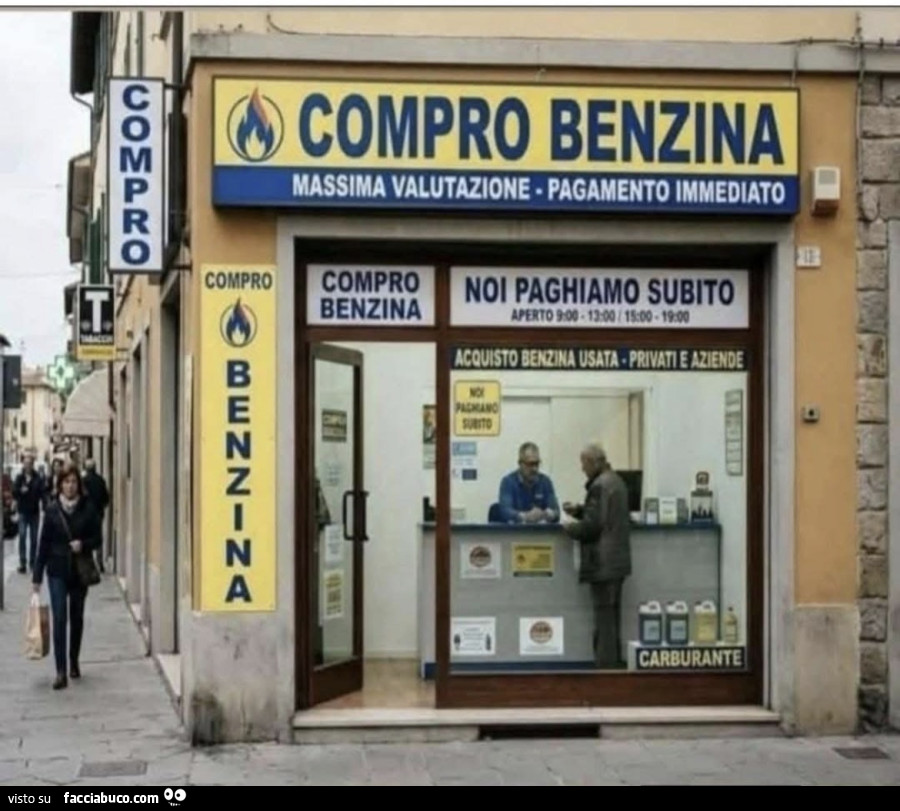 COMPRO
COMPRO BENZINA
MASSIMA VALUTAZIONE - PAGAMENTO IMMEDIATO
T
TABACCHI
COMPRO
BENZINA
COMPRO
BENZINA
NOI PAGHIAMO SUBITO
APERTO 9:00 - 13:00 / 15:00 - 19:00
ACQUISTO BENZINA USATA - PRIVATI E AZIENDE
NOI
PAGHIAMO
SUBITO
CARBURANTE
visto su facciabuco.com